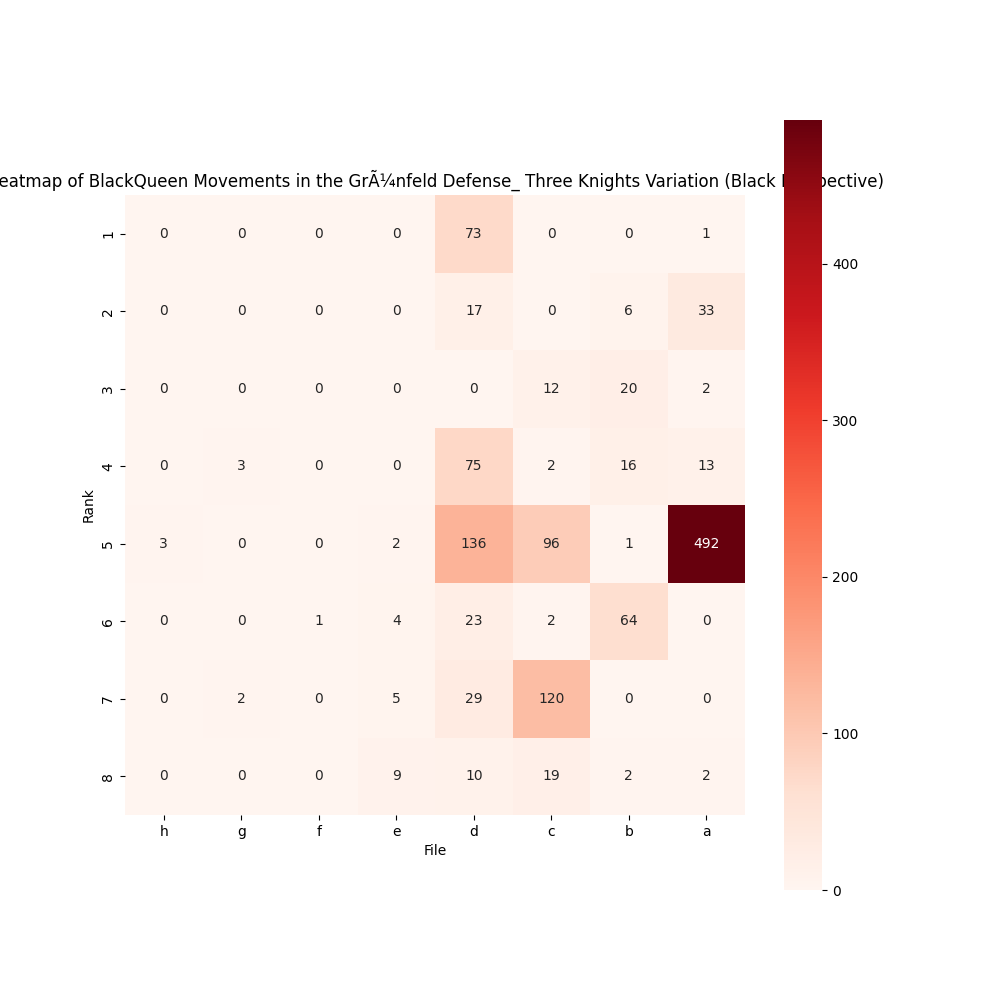 eatmap of BlackQueen Movements in the GrÃ¼nfeld Defense_ Three Knights Variation (Black pective)
1 0 0 0 0 73 0 0 1
2 0 0 0 0 17 0 6 33
3 0 0 0 0 0 12 20 2
4 0 3 0 0 75 2 16 13
5 3 0 0 2 136 96 1 492
6 0 0 1 4 23 2 64 0
7 0 2 0 5 29 120 0 0
8 0 0 0 9 10 19 2 2
h g f e d c b a
File
Rank
400
300
200
100
0